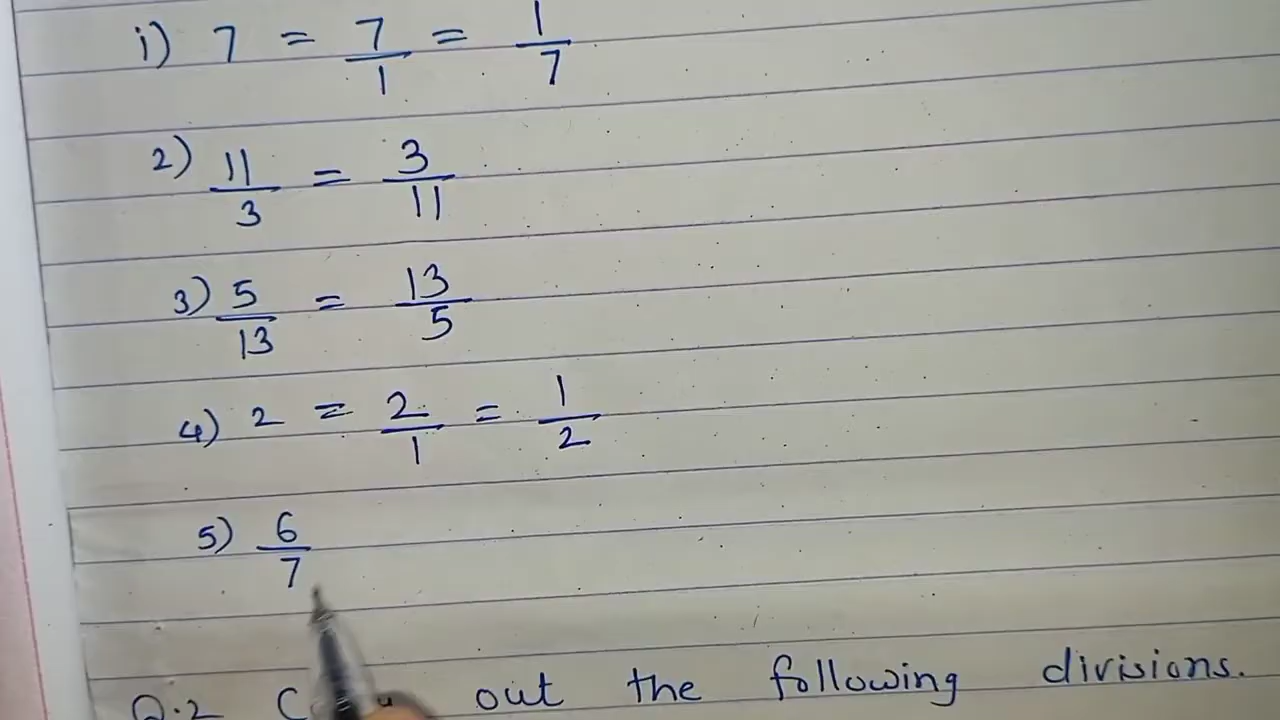 i) 7 = 7/1 = 1/7
2) 11/3 = 3/11
3) 5/13 = 13/5
4) 2 = 2/1 = 1/2
5) 6/7
Q.2 out the following divisions.